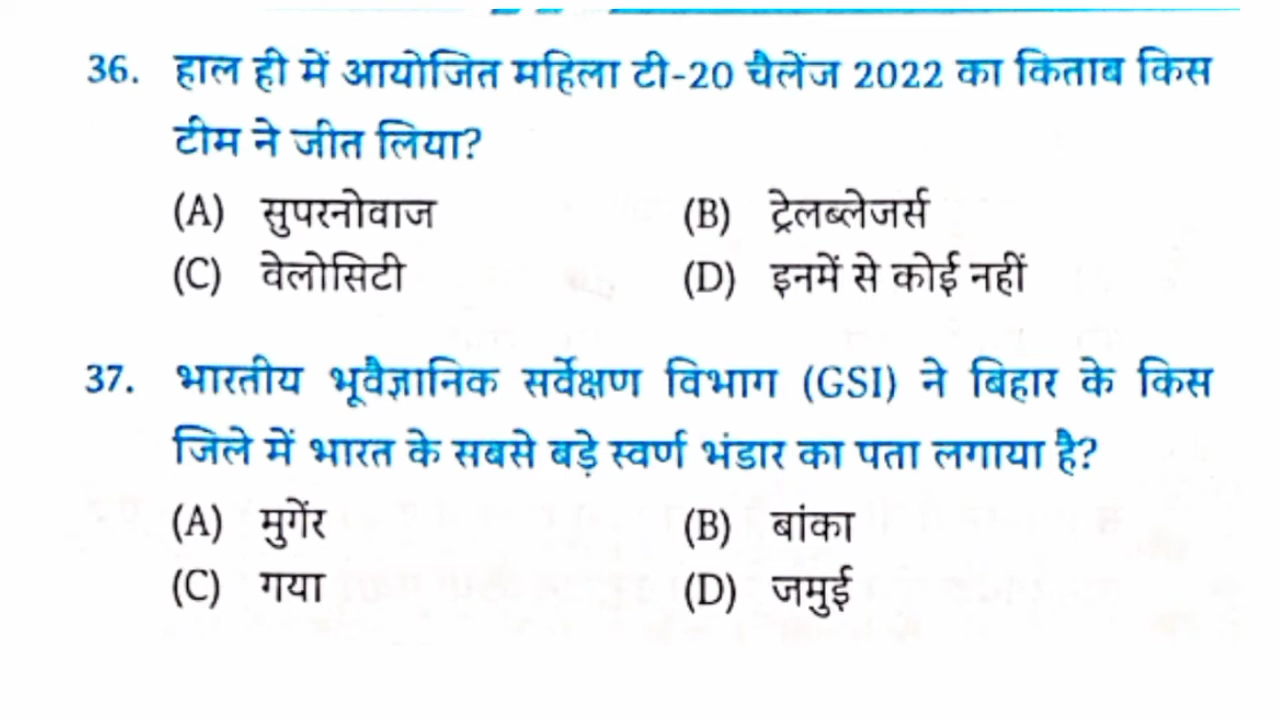 36. हाल ही में आयोजित महिला टी-20 चैलेंज 2022 का किताब किस
टीम ने जीत लिया?
(A) सुपरनोवाज (B) ट्रेलब्लेजर्स
(C) वेलोसिटी (D) इनमें से कोई नहीं
37. भारतीय भूवैज्ञानिक सर्वेक्षण विभाग (GSI) ने बिहार के किस
जिले में भारत के सबसे बड़े स्वर्ण भंडार का पता लगाया है?
(A) मुगेंर (B) बांका
(C) गया (D) जमुई